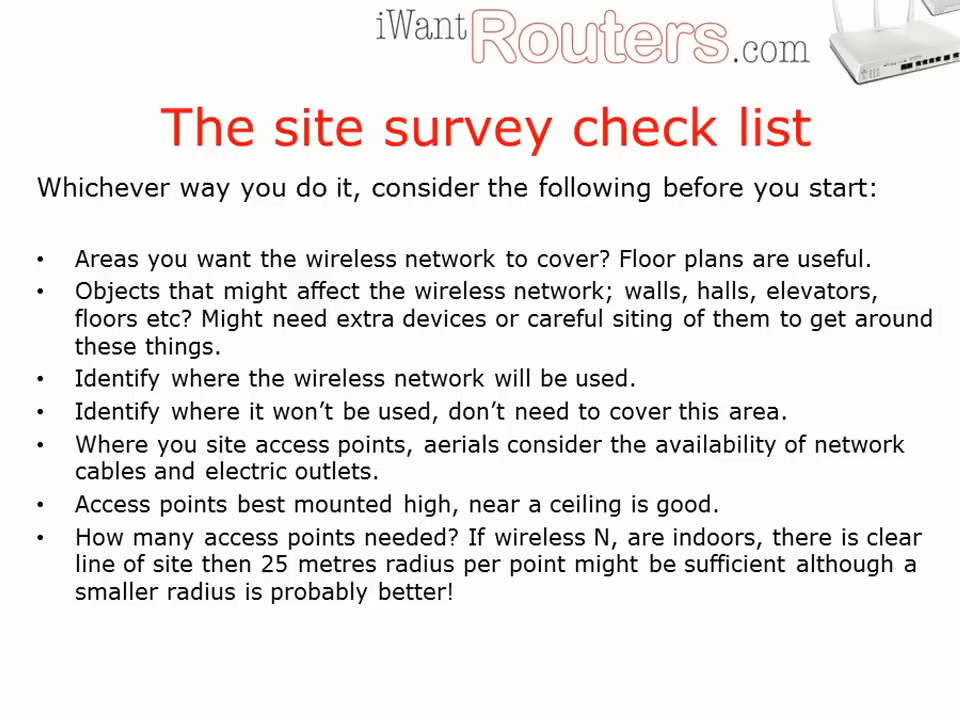 iWant Routers.com
The site survey check list
Whichever way you do it, consider the following before you start:
• Areas you want the wireless network to cover? Floor plans are useful.
• Objects that might affect the wireless network; walls, halls, elevators,
floors etc? Might need extra devices or careful siting of them to get around
these things.
• Identify where the wireless network will be used.
• Identify where it won’t be used, don’t need to cover this area.
• Where you site access points, aerials consider the availability of network
cables and electric outlets.
• Access points best mounted high, near a ceiling is good.
• How many access points needed? If wireless N, are indoors, there is clear
line of site then 25 metres radius per point might be sufficient although a
smaller radius is probably better!